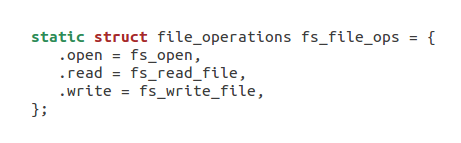 static struct file_operations fs_file_ops = {
   .open = fs_open,
   .read = fs_read_file,
   .write = fs_write_file,
};